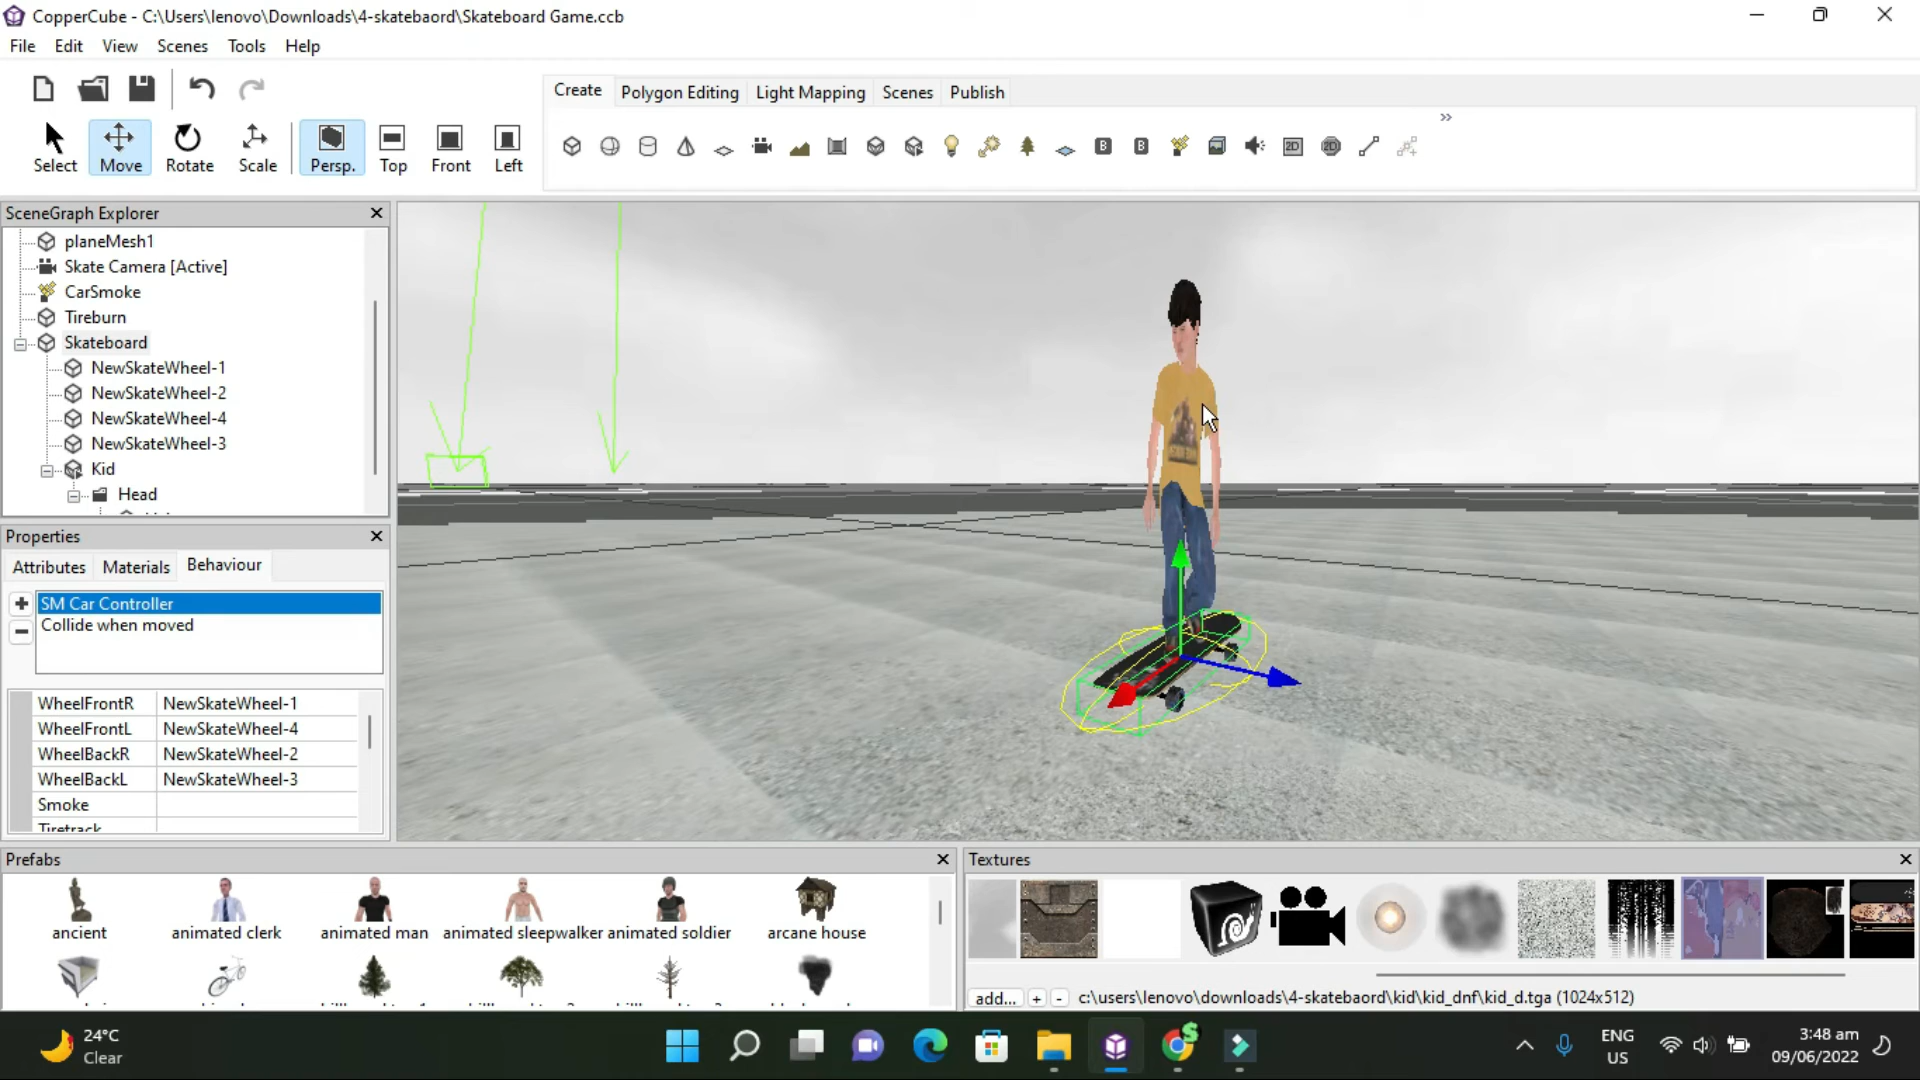 CopperCube - C:\Users\lenovo\Downloads\4-skatebaord\Skateboard Game.ccb
File Edit View Scenes Tools Help
Create Polygon Editing Light Mapping Scenes Publish
Select Move Rotate Scale Persp. Top Front Left
SceneGraph Explorer
planeMesh1
Skate Camera [Active]
CarSmoke
Tireburn
Skateboard
NewSkateWheel-1
NewSkateWheel-2
NewSkateWheel-4
NewSkateWheel-3
Kid
Head
Properties
Attributes Materials Behaviour
SM Car Controller
Collide when moved
WheelFrontR NewSkateWheel-1
WheelFrontL NewSkateWheel-4
WheelBackR NewSkateWheel-2
WheelBackL NewSkateWheel-3
Smoke
Tiretrack
Prefabs
ancient animated clerk animated man animated sleepwalker animated soldier arcane house
Textures
add... + - c:\users\lenovo\downloads\4-skatebaord\kid\kid_dnf\kid_d.tga (1024x512)
24°C
Clear
ENG
US
3:48 am
09/06/2022